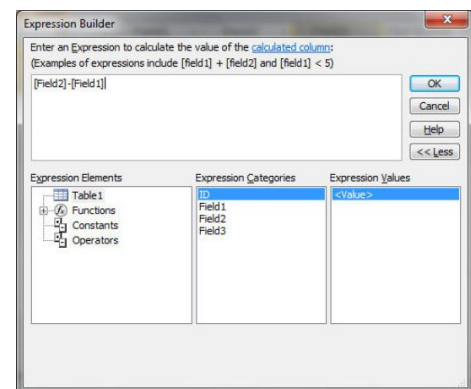 Expression Builder
Enter an Expression to calculate the value of the calculated column:
(Examples of expressions include [field1] + [field2] and [field1] < 5)
[Field2]-[Field1]
OK
Cancel
Help
<< Less
Expression Elements
Expression Categories
Expression Values
Table1
Functions
Constants
Operators
ID
Field1
Field2
Field3
<Value>